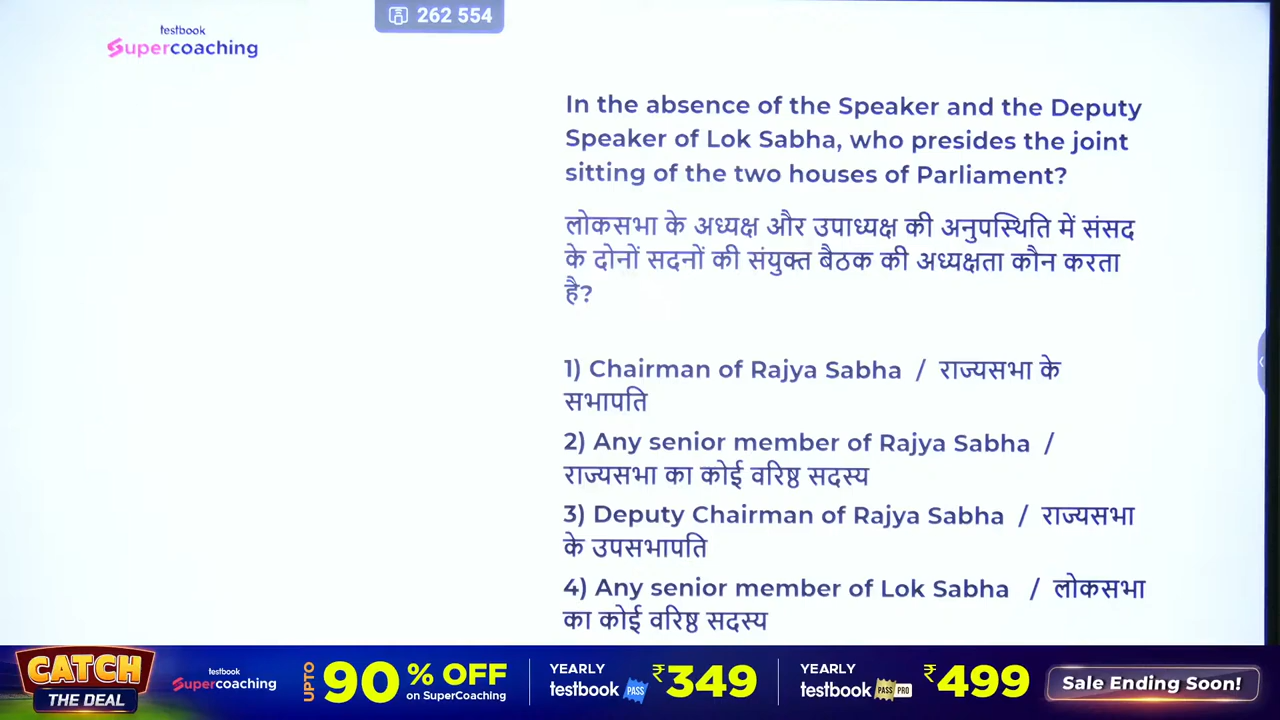 262 554
testbook
Supercoaching
In the absence of the Speaker and the Deputy
Speaker of Lok Sabha, who presides the joint
sitting of the two houses of Parliament?
लोकसभा के अध्यक्ष और उपाध्यक्ष की अनुपस्थिति में संसद
के दोनों सदनों की संयुक्त बैठक की अध्यक्षता कौन करता
है?
1) Chairman of Rajya Sabha / राज्यसभा के
सभापति
2) Any senior member of Rajya Sabha /
राज्यसभा का कोई वरिष्ठ सदस्य
3) Deputy Chairman of Rajya Sabha / राज्यसभा
के उपसभापति
4) Any senior member of Lok Sabha / लोकसभा
का कोई वरिष्ठ सदस्य
CATCH
THE DEAL
testbook
Supercoaching
UPTO
90% OFF
on SuperCoaching
YEARLY
testbook PASS
₹349
YEARLY
testbook PASS PRO
₹499
Sale Ending Soon!